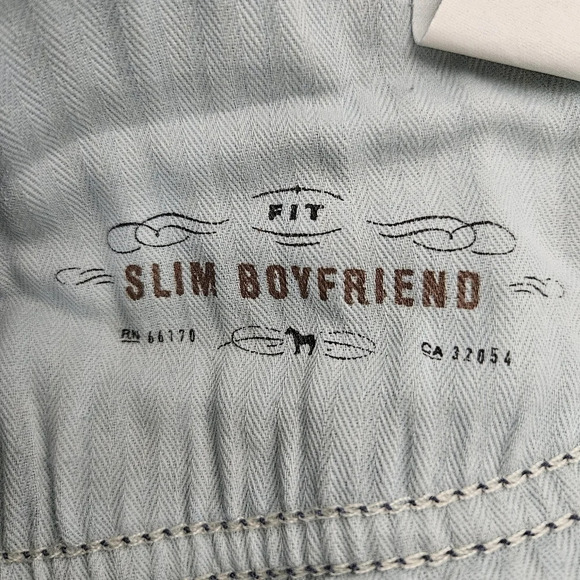 FIT
SLIM BOYFRIEND
RN 66170 CA 32054